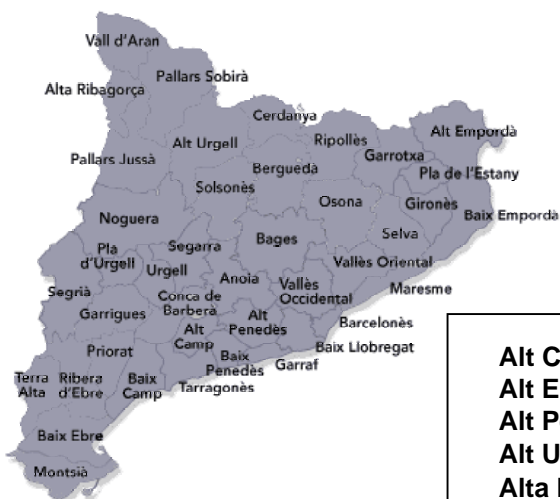 Vall d'Aran
Pallars Sobirà
Alta Ribagorça
Cerdanya
Alt Empordà
Alt Urgell
Ripollès
Garrotxa
Pallars Jussà
Berguedà
Pla de l'Estany
Solsonès
Osona
Gironès
Noguera
Baix Empordà
Bages
Selva
Segarra
Pla
d'Urgell
Urgell
Vallès Oriental
Anoia
Vallès
Occidental
Segrià
Conca de
Barberà
Maresme
Garrigues
Alt
Penedès
Alt
Camp
Barcelonès
Priorat
Baix Llobregat
Baix
Penedès
Garraf
Terra
Alta
Ribera
d'Ebre
Baix
Camp
Tarragonès
Baix Ebre
Montsià
Alt C
Alt E
Alt P
Alt U
Alta